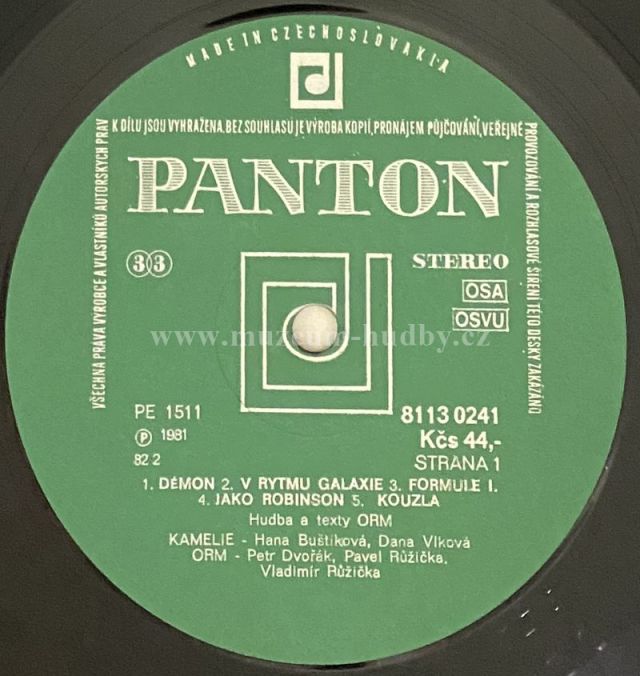 MADE IN CZECHOSLOVAKIA
VŠECHNA PRÁVA VÝROBCE A VLASTNÍKŮ AUTORSKÝCH PRÁV
K DÍLU JSOU VYHRAŽENA. BEZ SOUHLASU JE VÝROBA KOPIÍ, PRONÁJEM PŮJČOVÁNÍ, VEŘEJNÉ
PROVOZOVÁNÍ A ROZHLASOVÉ ŠÍŘENÍ TÉTO DESKY ZAKÁZÁNO
PANTON
33
STEREO
OSA
OSVU
www.muzeum-hudby.cz
PE 1511
8113 0241
Ⓟ 1981
Kčs 44,-
82 2
STRANA 1
1. DÉMON 2. V RYTMU GALAXIE 3. FORMULE I.
4. JAKO ROBINSON 5. KOUZLA
Hudba a texty ORM
KAMELIE - Hana Buštíková, Dana Vlková
ORM - Petr Dvořák, Pavel Růžička,
Vladimír Růžička